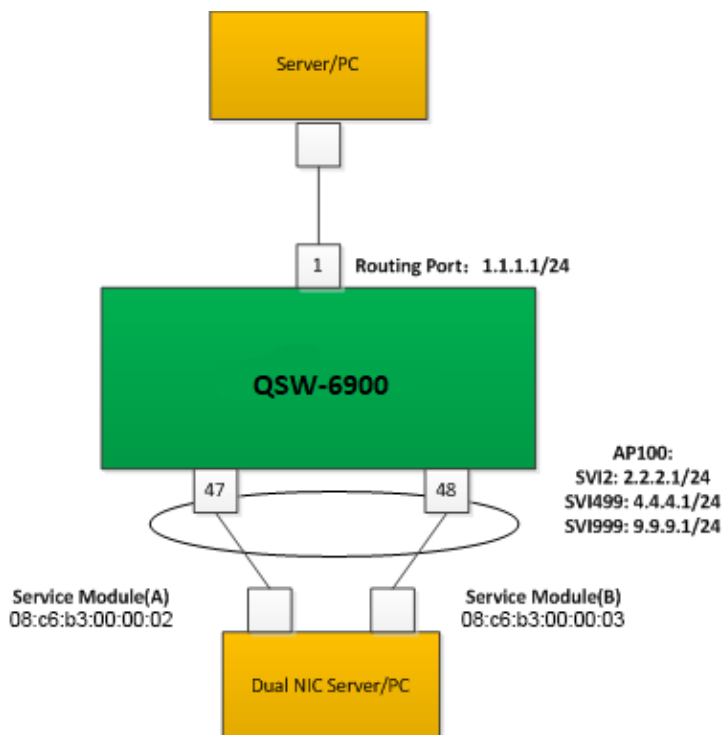 Server/PC
1
Routing Port: 1.1.1.1/24
QSW-6900
AP100:
SVI2: 2.2.2.1/24
SVI499: 4.4.4.1/24
SVI999: 9.9.9.1/24
47
48
Service Module(A)
08:c6:b3:00:00:02
Service Module(B)
08:c6:b3:00:00:03
Dual NIC Server/PC